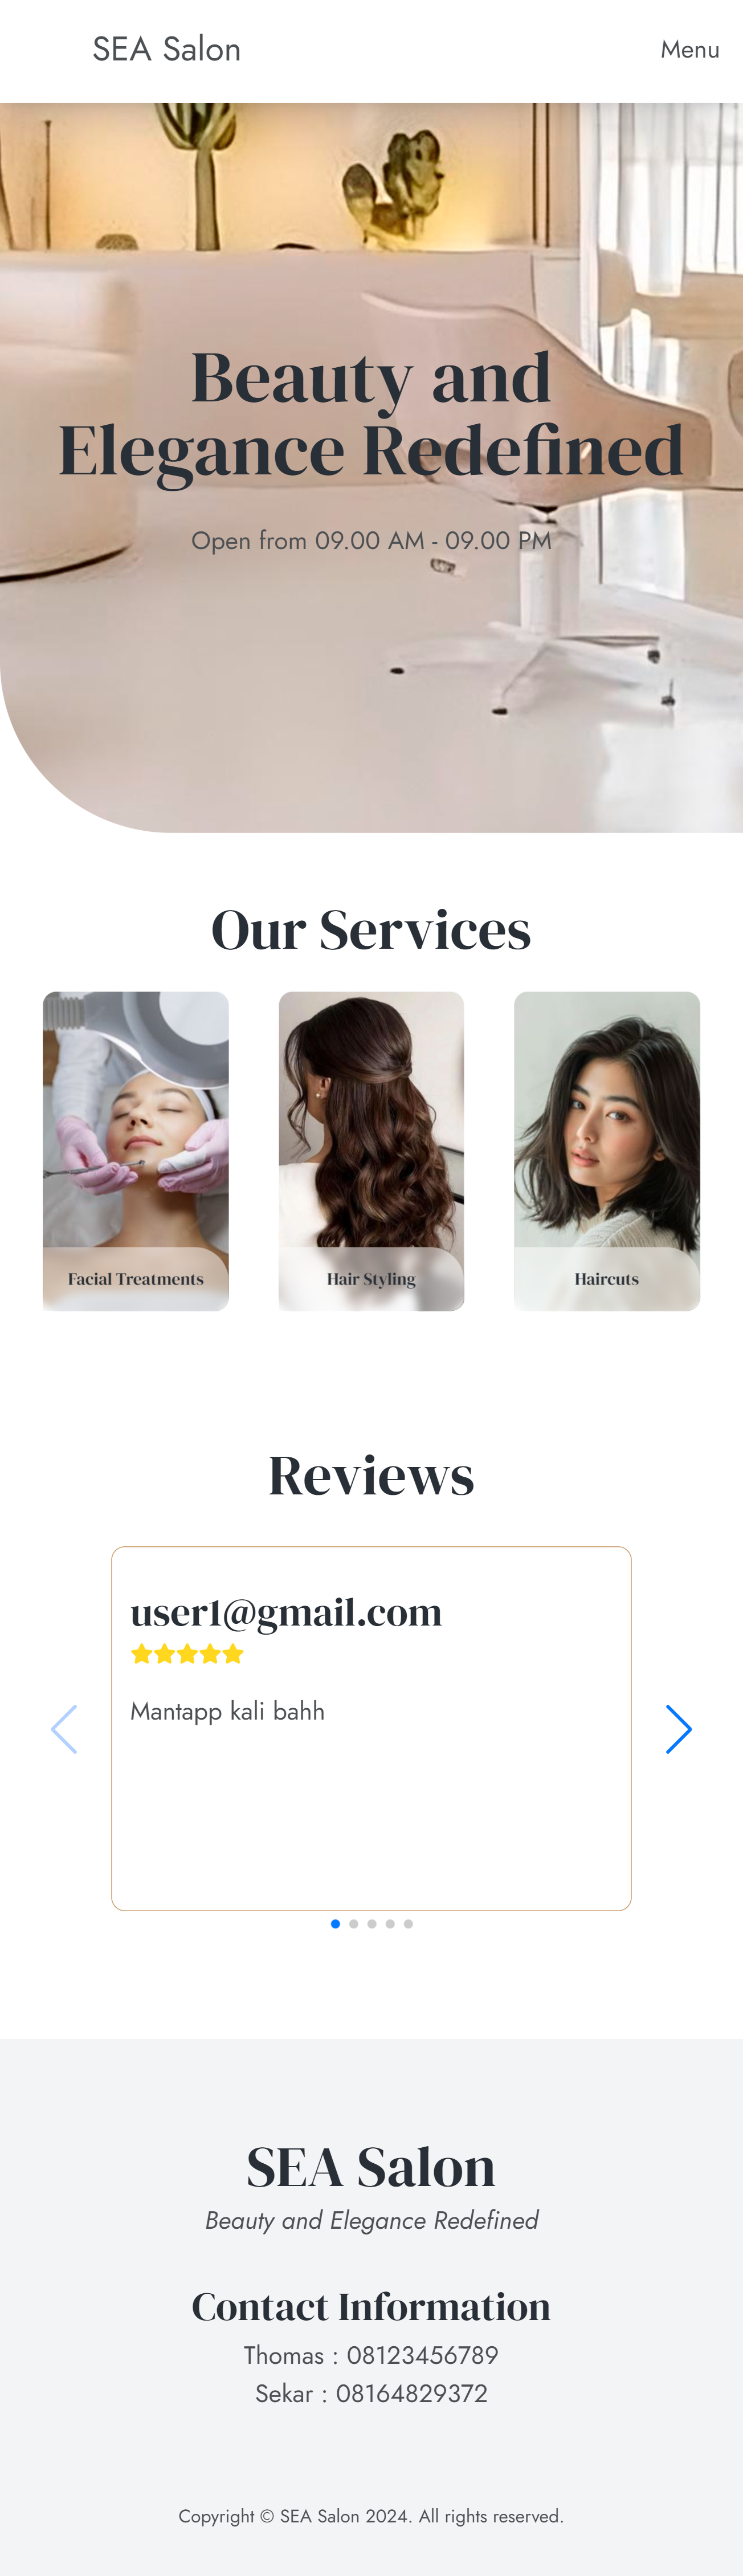 SEA Salon
Menu
Beauty and
Elegance Redefined
Open from 09.00 AM - 09.00 PM
Our Services
Facial Treatments
Hair Styling
Haircuts
Reviews
user1@gmail.com
Mantapp kali bahh
SEA Salon
Beauty and Elegance Redefined
Contact Information
Thomas : 08123456789
Sekar : 08164829372
Copyright © SEA Salon 2024. All rights reserved.